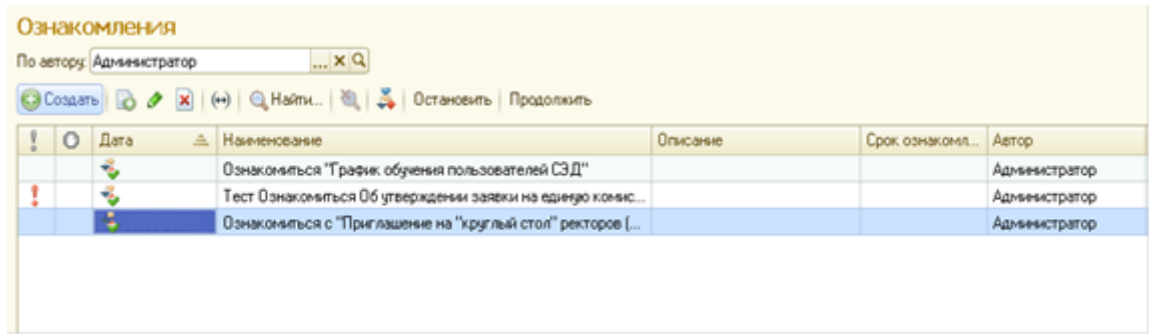 Ознакомления
По автору: Администратор ...
Создать Найти... Остановить Продолжить
Дата Наименование Описание Срок ознакомл... Автор
Ознакомиться "График обучения пользователей СЭД" Администратор
Тест Ознакомиться Об утверждении заявки на единую комис... Администратор
Ознакомиться с "Приглашение на "круглый стол" ректоров (... Администратор